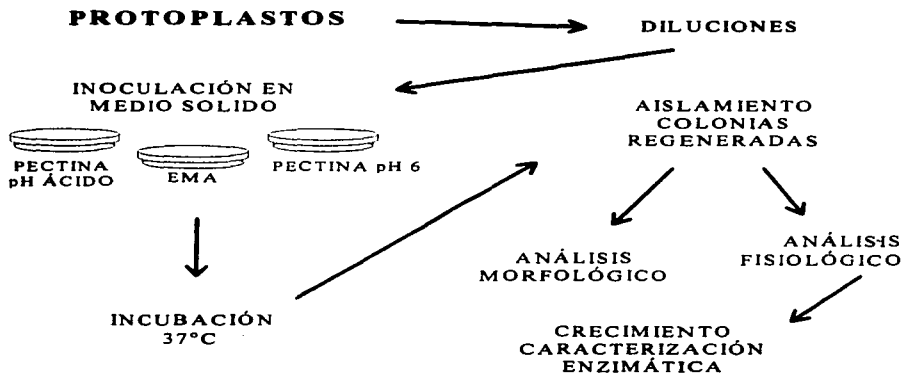 PROTOPLASTOS
DILUCIONES
INOCULACIÓN EN
MEDIO SOLIDO
PECTINA
pH ÁCIDO
EMA
PECTINA pH 6
INCUBACIÓN
37°C
AISLAMIENTO
COLONIAS
REGENERADAS
ANÁLISIS
MORFOLÓGICO
ANÁLISIS
FISIOLÓGICO
CRECIMIENTO
CARACTERIZACIÓN
ENZIMÁTICA